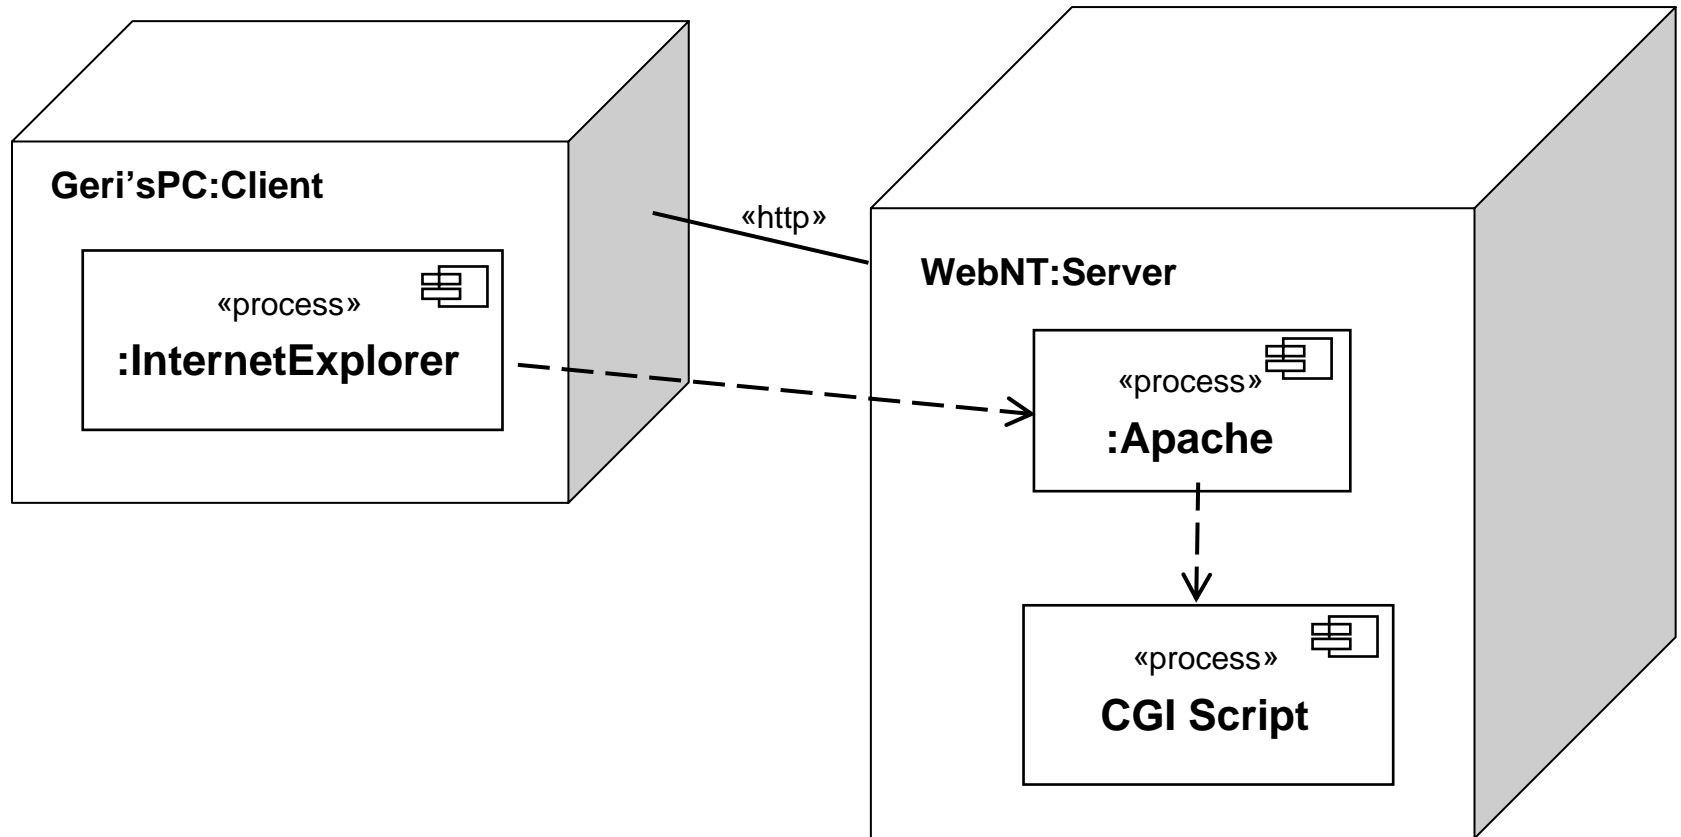 Geri’sPC:Client
«process»
:InternetExplorer
«http»
WebNT:Server
«process»
:Apache
«process»
CGI Script